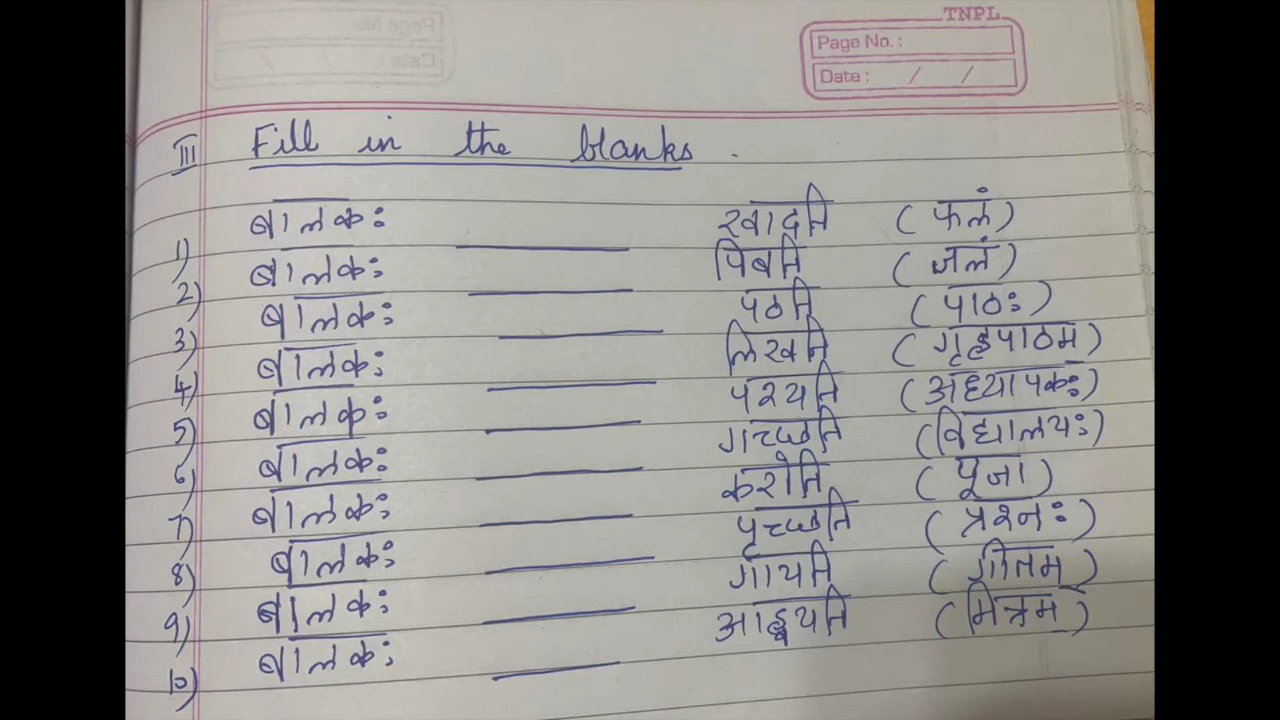 TNPL
Page No.:
Date: / /
III Fill in the blanks.
1) बालकः ______ खादति (फलं)
2) बालकः ______ पिबति (जलं)
3) बालकः ______ पठति (पाठः)
4) बालकः ______ लिखति (गृहपाठम)
5) बालकः ______ पश्यति (अध्यापकः)
6) बालकः ______ गच्छति (विद्यालयः)
7) बालकः ______ करोति (पूजा)
8) बालकः ______ पृच्छति (प्रश्नः)
9) बालकः ______ गायति (गीतम)
10) बालकः ______ आह्वयति (मित्रम)